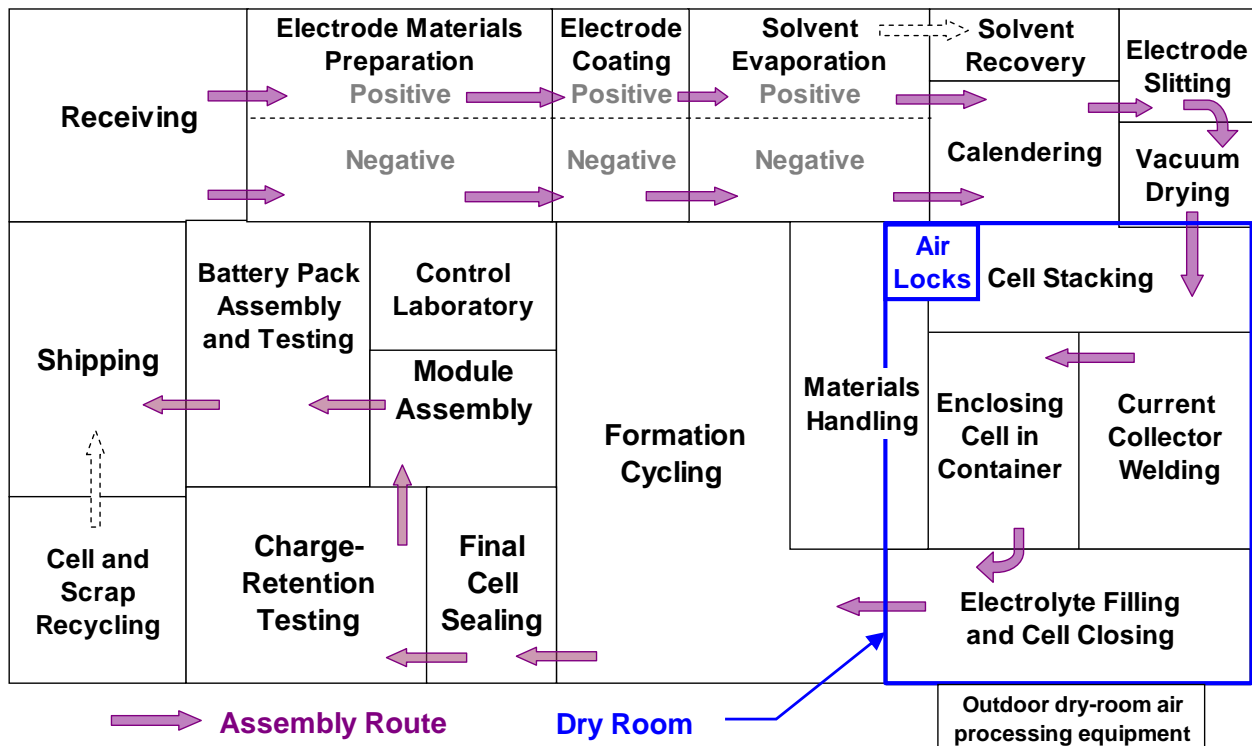 Electrode Materials
Preparation
Positive
Negative
Electrode
Coating
Positive
Negative
Solvent
Evaporation
Positive
Negative
Solvent
Recovery
Electrode
Slitting
Receiving
Calendering
Vacuum
Drying
Battery Pack
Assembly
and Testing
Control
Laboratory
Air
Locks
Cell Stacking
Shipping
Module
Assembly
Formation
Cycling
Materials
Handling
Enclosing
Cell in
Container
Current
Collector
Welding
Cell and
Scrap
Recycling
Charge-
Retention
Testing
Final
Cell
Sealing
Electrolyte Filling
and Cell Closing
Assembly Route
Dry Room
Outdoor dry-room air
processing equipment